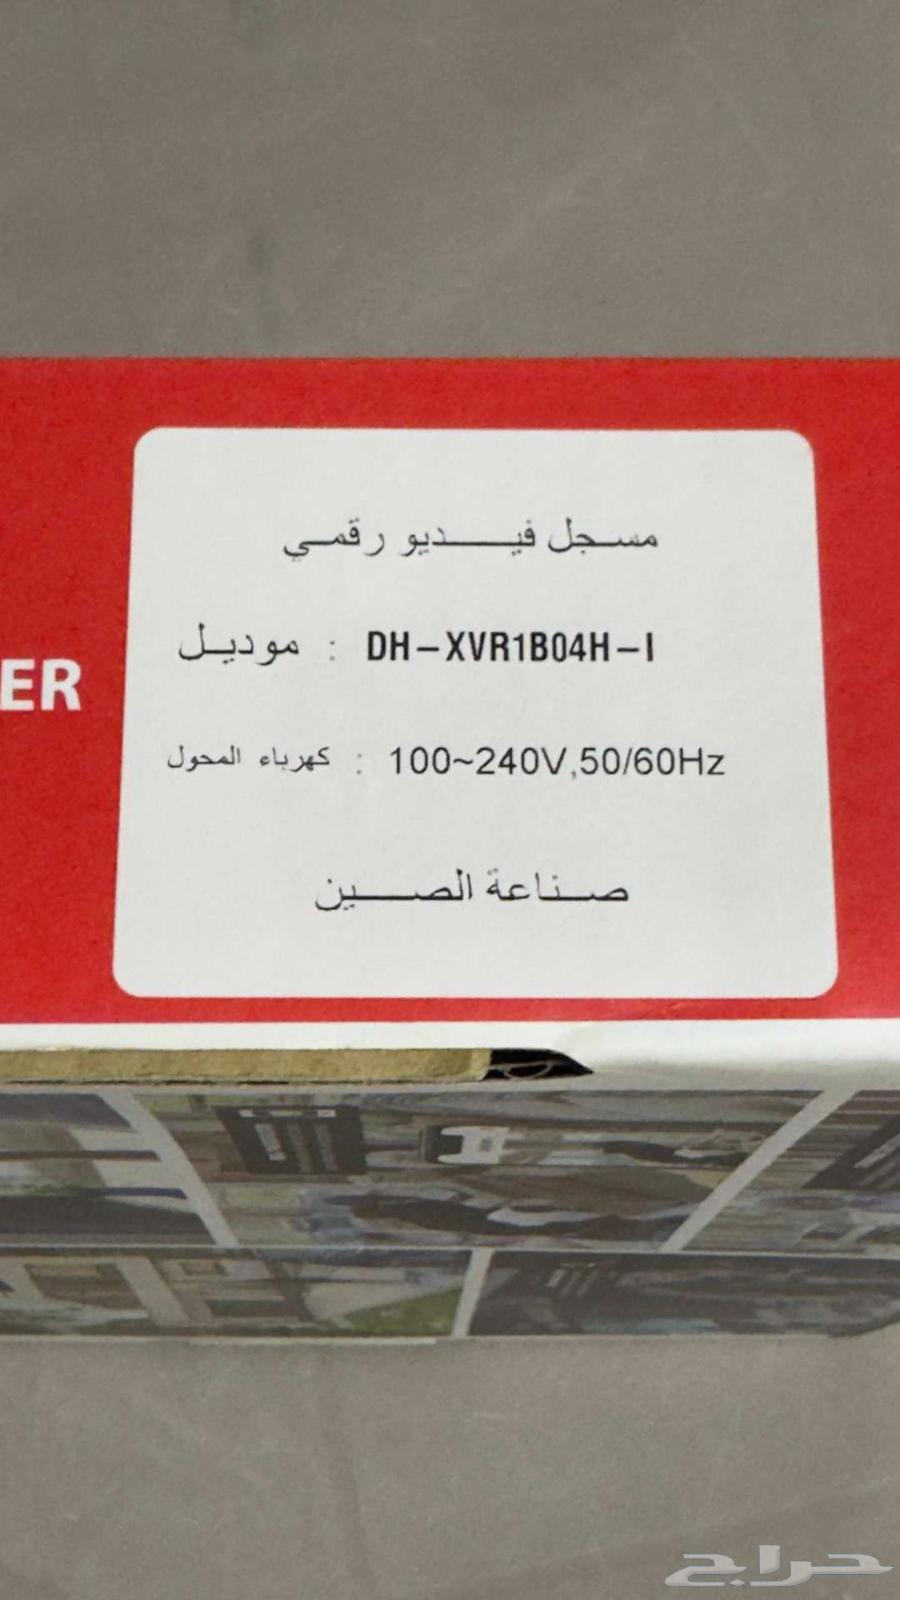 مسجل فيديو رقمي
موديل : DH-XVR1B04H-I
ER
كهرباء المحول : 100~240V,50/60Hz
صناعة الصين
حراج